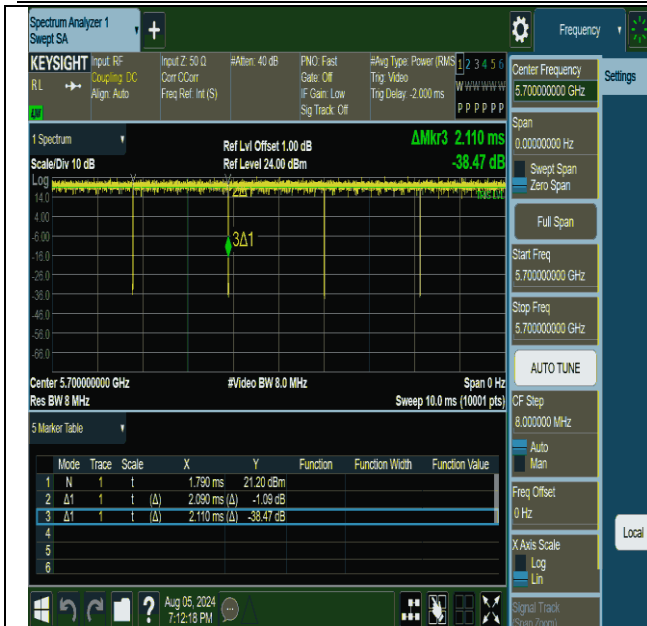 Spectrum Analyzer 1
Swept SA
+
Frequency
KEYSIGHT
RL
Input: RF
Coupling: DC
Align: Auto
Input Z: 50 Ω
Corr CCorr
Freq Ref: Int (S)
#Atten: 40 dB
PNO: Fast
Gate: Off
IF Gain: Low
Sig Track: Off
#Avg Type: Power (RMS
Trig: Video
Trig Delay: -2.000 ms
1 2 3 4 5 6
W W W W W W
P P P P P P
1 Spectrum
Scale/Div 10 dB
Ref Lvl Offset 1.00 dB
Ref Level 24.00 dBm
ΔMkr3 2.110 ms
-38.47 dB
Log
14.0
4.00
-6.00
-16.0
-26.0
-36.0
-46.0
-56.0
-66.0
3Δ1
Center 5.700000000 GHz
#Video BW 8.0 MHz
Span 0 Hz
Res BW 8 MHz
Sweep 10.0 ms (10001 pts)
5 Marker Table
Mode Trace Scale X Y Function Function Width Function Value
1 N 1 t 1.790 ms 21.20 dBm
2 Δ1 1 t (Δ) 2.090 ms (Δ) -1.09 dB
3 Δ1 1 t (Δ) 2.110 ms (Δ) -38.47 dB
4
5
6
Aug 05, 2024
7:12:18 PM
Center Frequency
5.700000000 GHz
Settings
Span
0.00000000 Hz
Swept Span
Zero Span
Full Span
Start Freq
5.700000000 GHz
Stop Freq
5.700000000 GHz
AUTO TUNE
CF Step
8.000000 MHz
Auto
Man
Freq Offset
0 Hz
X Axis Scale
Log
Lin
Local
Signal Track
(Span Zoom)